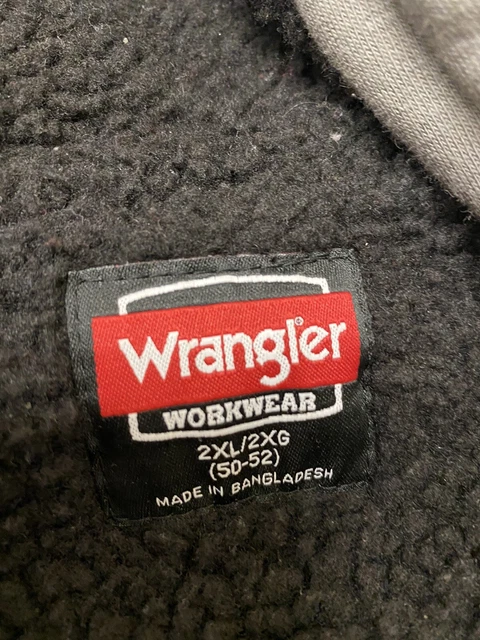 Wrangler®
WORKWEAR
2XL/2XG
(50-52)
MADE IN BANGLADESH